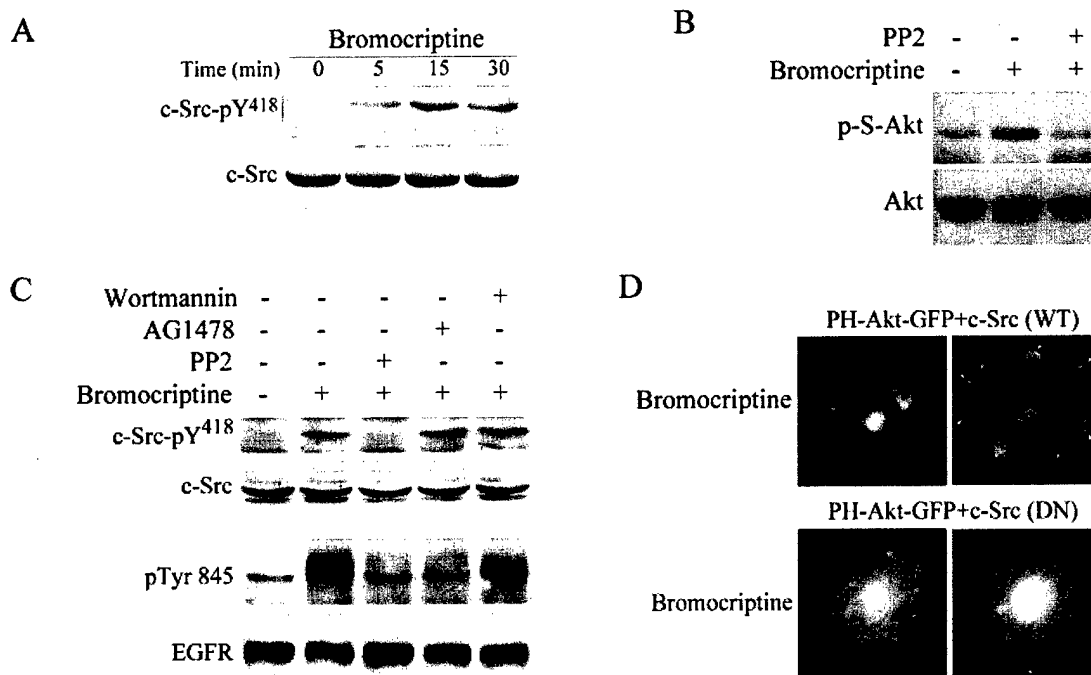 A
Bromocriptine
Time (min) 0 5 15 30
c-Src-pY418
c-Src
B
PP2 - - +
Bromocriptine - + +
p-S-Akt
Akt
C
Wortmannin - - - - +
AG1478 - - - + -
PP2 - - + - -
Bromocriptine - + + + +
c-Src-pY418
c-Src
pTyr 845
EGFR
D
PH-Akt-GFP+c-Src (WT)
Bromocriptine
PH-Akt-GFP+c-Src (DN)
Bromocriptine